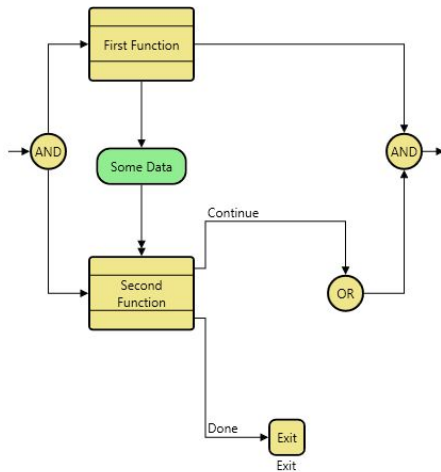 First Function
AND
Some Data
AND
Continue
Second
Function
OR
Done
Exit
Exit